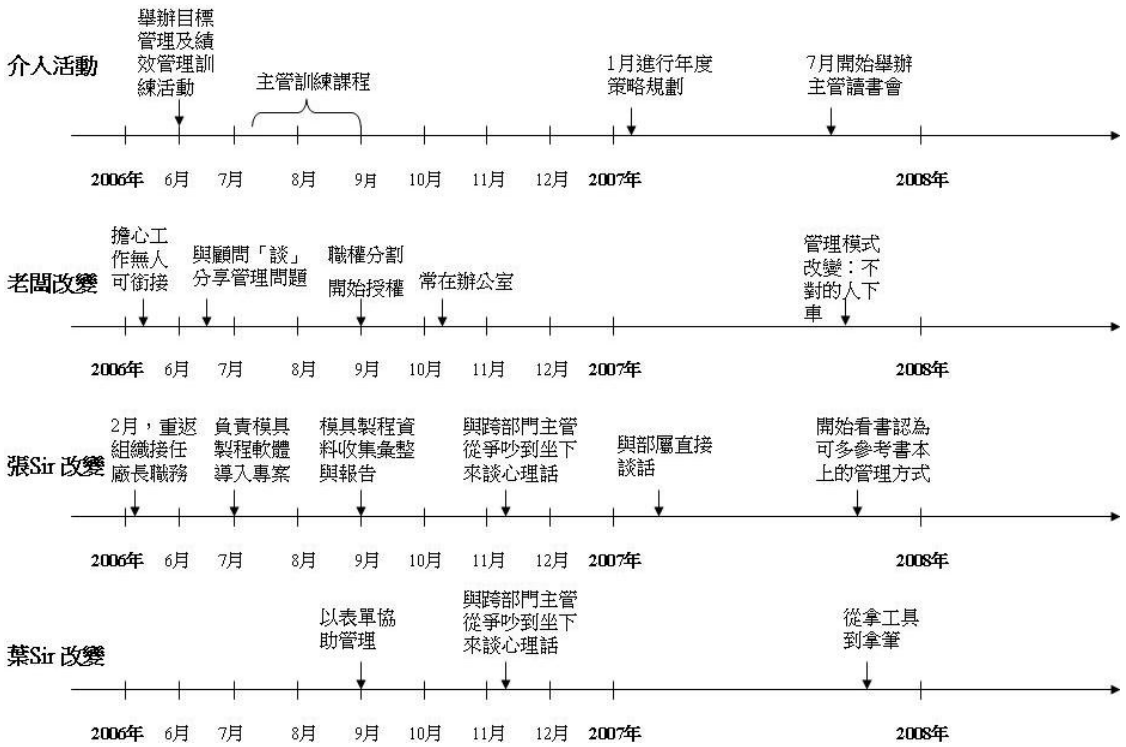 舉辦目標
管理及績
效管理訓
練活動
介入活動
主管訓練課程
1月進行年度
策略規劃
7月開始舉辦
主管讀書會
2006年 6月 7月 8月 9月 10月 11月 12月 2007年 2008年
擔心工
作無人
可銜接
老闆改變
與顧問「談」
分享管理問題
職權分割
開始授權
常在辦公室
管理模式
改變：不
對的人下
車
2006年 6月 7月 8月 9月 10月 11月 12月 2007年 2008年
2月，重返
組織接任
廠長職務
張Sir 改變
負責模具
製程軟體
導入專案
模具製程資
料收集彙整
與報告
與跨部門主管
從爭吵到坐下
來談心理話
與部屬直接
談話
開始看書認為
可多參考書本
上的管理方式
2006年 6月 7月 8月 9月 10月 11月 12月 2007年 2008年
葉Sir 改變
以表單協
助管理
與跨部門主管
從爭吵到坐下
來談心理話
從拿工具
到拿筆
2006年 6月 7月 8月 9月 10月 11月 12月 2007年 2008年